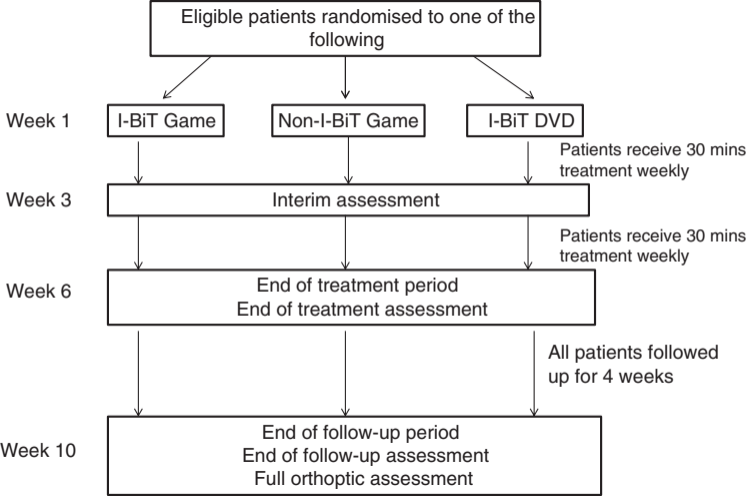 Eligible patients randomised to one of the
following
Week 1
I-BiT Game
Non-I-BiT Game
I-BiT DVD
Patients receive 30 mins
treatment weekly
Week 3
Interim assessment
Patients receive 30 mins
treatment weekly
Week 6
End of treatment period
End of treatment assessment
All patients followed
up for 4 weeks
Week 10
End of follow-up period
End of follow-up assessment
Full orthoptic assessment